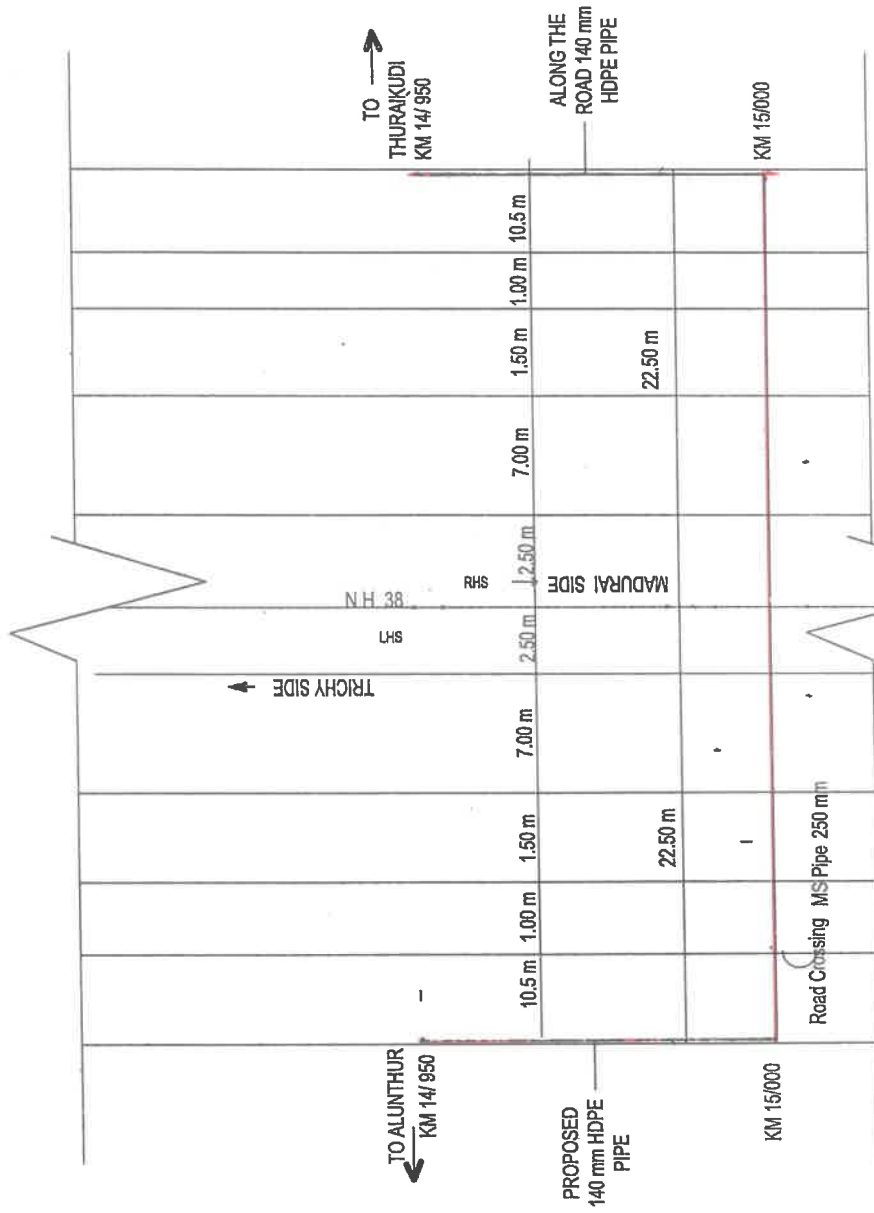 TO
THURAIKUDI
KM 14/ 950
ALONG THE
ROAD 140 mm
HDPE PIPE
KM 15/000
10.5 m
1.00 m
1.50 m
22.50 m
7.00 m
2.50 m
RHS
MADURAI SIDE
N H 38
LHS
2.50 m
TRICHY SIDE
7.00 m
1.50 m
22.50 m
1.00 m
10.5 m
Road Crossing MS Pipe 250 mm
TO ALUNTHUR
KM 14/ 950
PROPOSED
140 mm HDPE
PIPE
KM 15/000